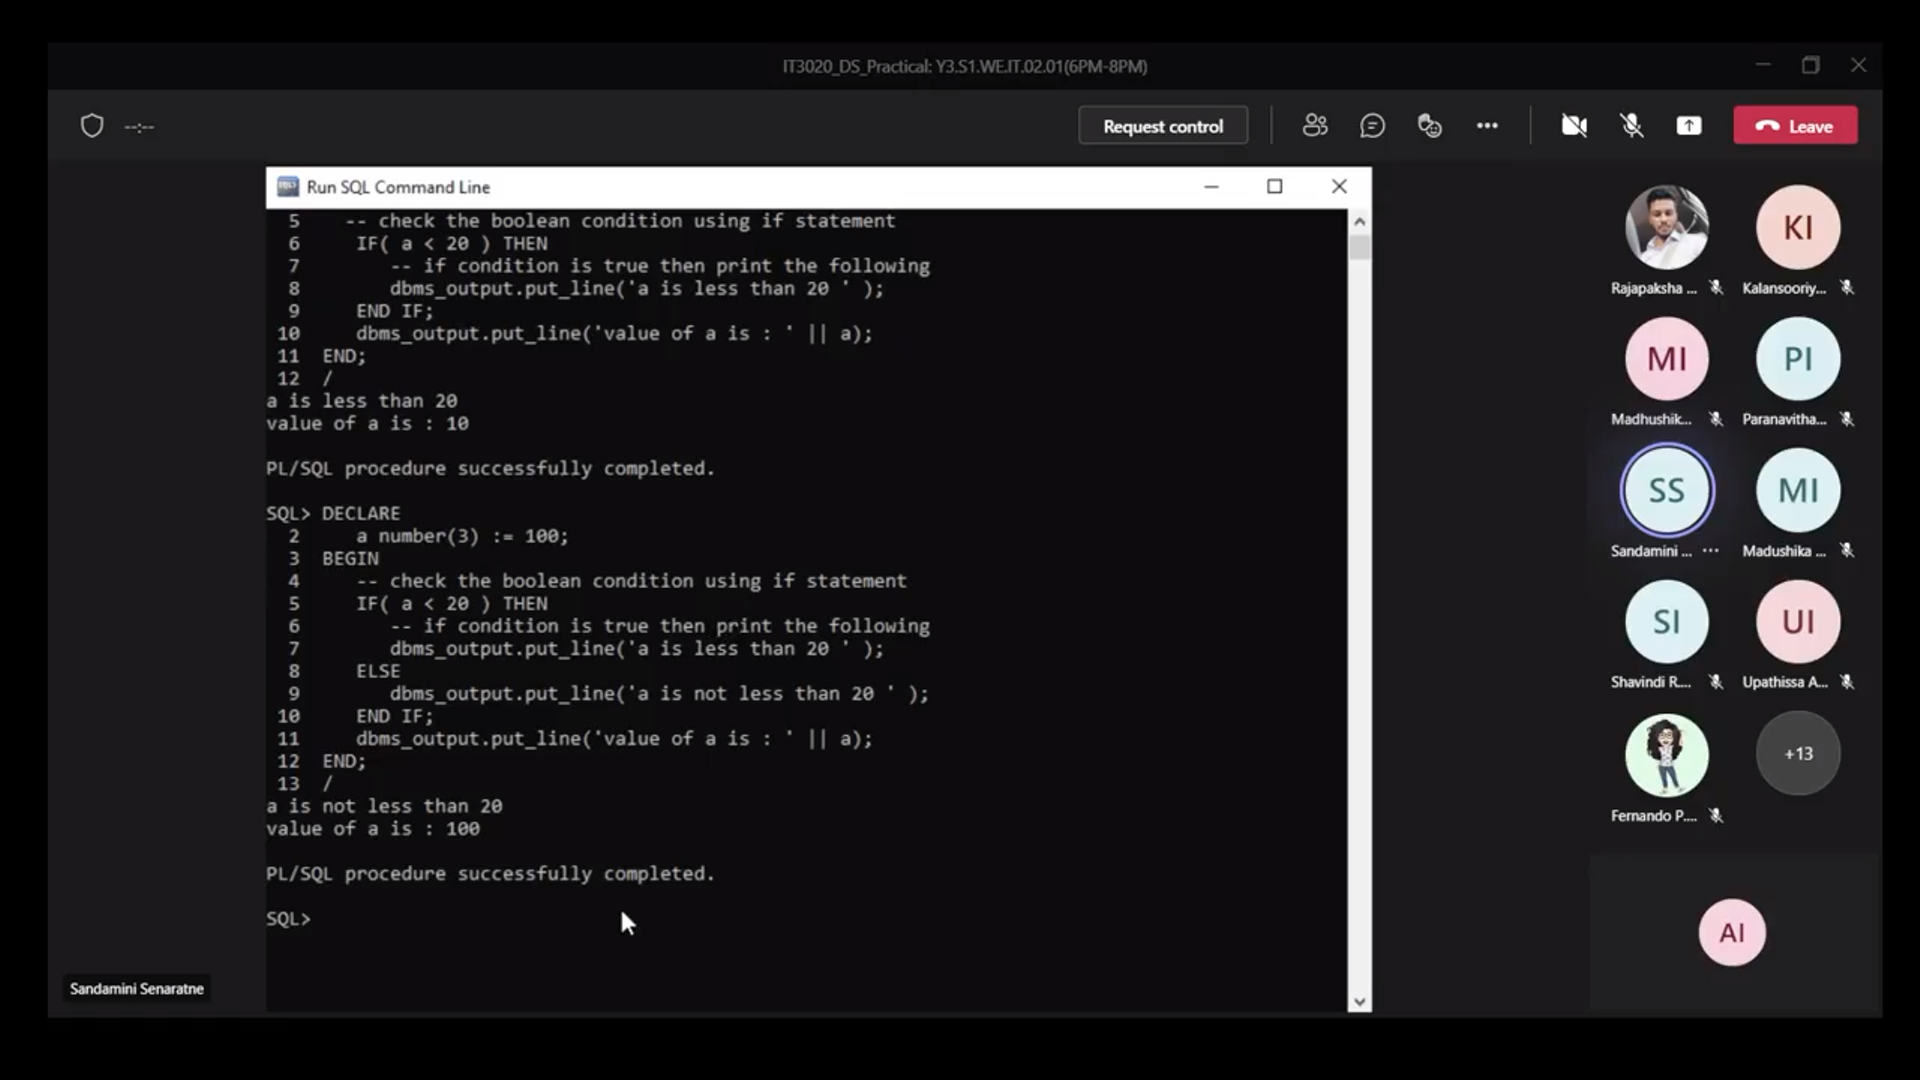 IT3020_DS_Practical: Y3.S1.WE.IT.02.01(6PM-8PM)
--:--
Request control
Leave
Run SQL Command Line
5    -- check the boolean condition using if statement
6     IF( a < 20 ) THEN
7        -- if condition is true then print the following
8        dbms_output.put_line('a is less than 20 ' );
9     END IF;
10     dbms_output.put_line('value of a is : ' || a);
11  END;
12  /
a is less than 20
value of a is : 10
PL/SQL procedure successfully completed.
SQL> DECLARE
2     a number(3) := 100;
3  BEGIN
4     -- check the boolean condition using if statement
5     IF( a < 20 ) THEN
6        -- if condition is true then print the following
7        dbms_output.put_line('a is less than 20 ' );
8     ELSE
9        dbms_output.put_line('a is not less than 20 ' );
10     END IF;
11     dbms_output.put_line('value of a is : ' || a);
12  END;
13  /
a is not less than 20
value of a is : 100
PL/SQL procedure successfully completed.
SQL>
Sandamini Senaratne
KI
Rajapaksha ...
Kalansooriy...
MI
PI
Madhushik...
Paranavitha...
SS
MI
Sandamini ...
Madushika ...
SI
UI
Shavindi R....
Upathissa A...
+13
Fernando P....
AI